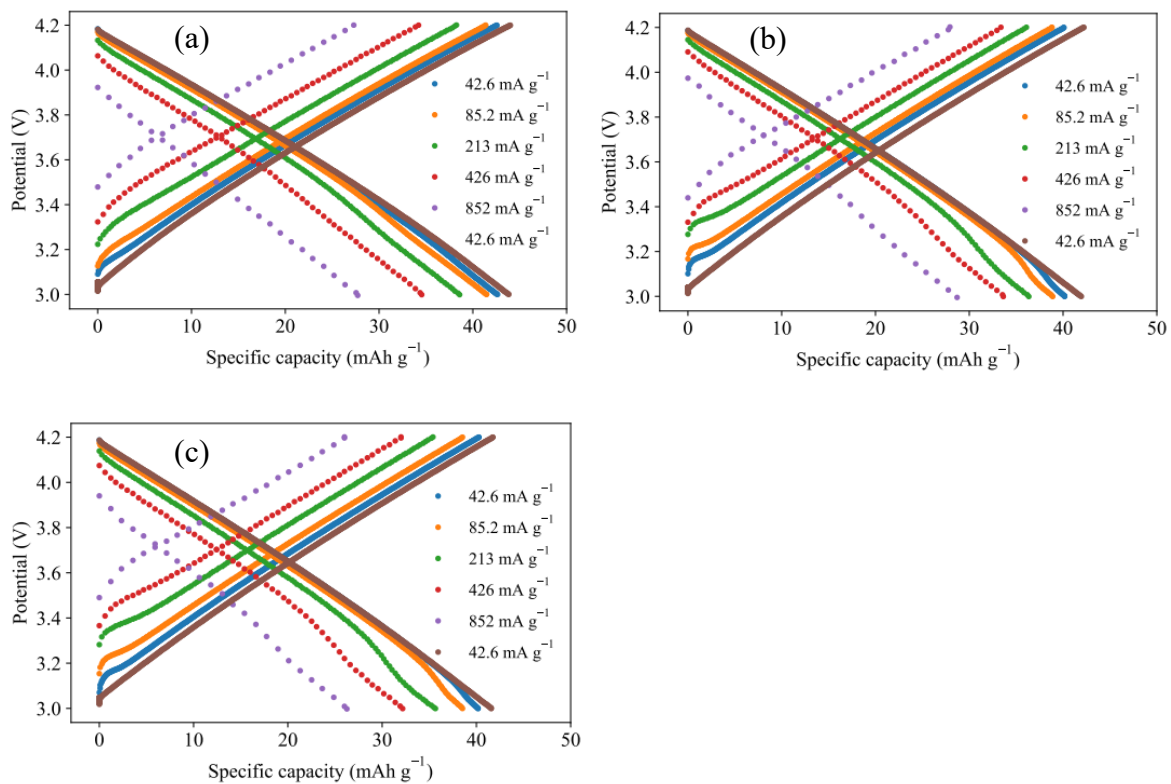 (a)
4.2
4.0
3.8
3.6
3.4
3.2
3.0
Potential (V)
42.6 mA g⁻¹
85.2 mA g⁻¹
213 mA g⁻¹
426 mA g⁻¹
852 mA g⁻¹
42.6 mA g⁻¹
0 10 20 30 40 50
Specific capacity (mAh g⁻¹)
(b)
4.2
4.0
3.8
3.6
3.4
3.2
3.0
Potential (V)
42.6 mA g⁻¹
85.2 mA g⁻¹
213 mA g⁻¹
426 mA g⁻¹
852 mA g⁻¹
42.6 mA g⁻¹
0 10 20 30 40 50
Specific capacity (mAh g⁻¹)
(c)
4.2
4.0
3.8
3.6
3.4
3.2
3.0
Potential (V)
42.6 mA g⁻¹
85.2 mA g⁻¹
213 mA g⁻¹
426 mA g⁻¹
852 mA g⁻¹
42.6 mA g⁻¹
0 10 20 30 40 50
Specific capacity (mAh g⁻¹)